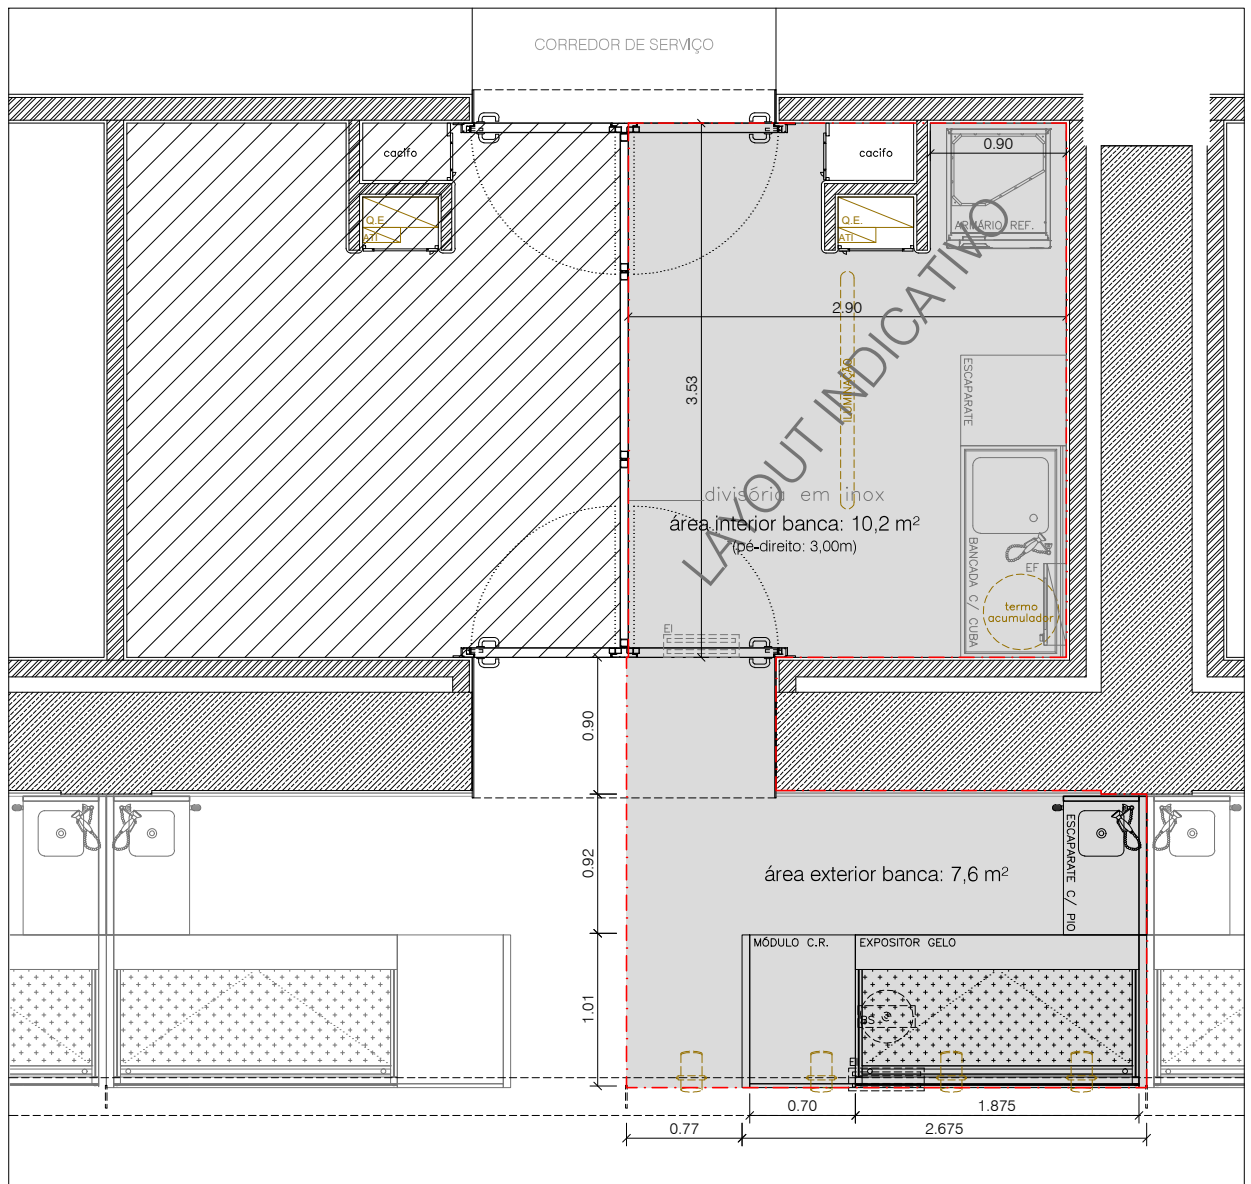 CORREDOR DE SERVIÇO
cacifo
cacifo
0.90
Q.E.
ATI
Q.E.
ATI
ARMÁRIO REF.
2.90
ILUMINAÇÃO
ESCAPARATE
3.53
LAYOUT INDICATIVO
divisória em inox
área interior banca: 10,2 m²
(pé-direito: 3,00m)
BANCADA C/ CUBA
EF
termo
acumulador
EI
0.90
0.92
ESCAPARATE C/ PIO
área exterior banca: 7,6 m²
MÓDULO C.R.
EXPOSITOR GELO
1.01
BS
EI
0.70
1.875
0.77
2.675